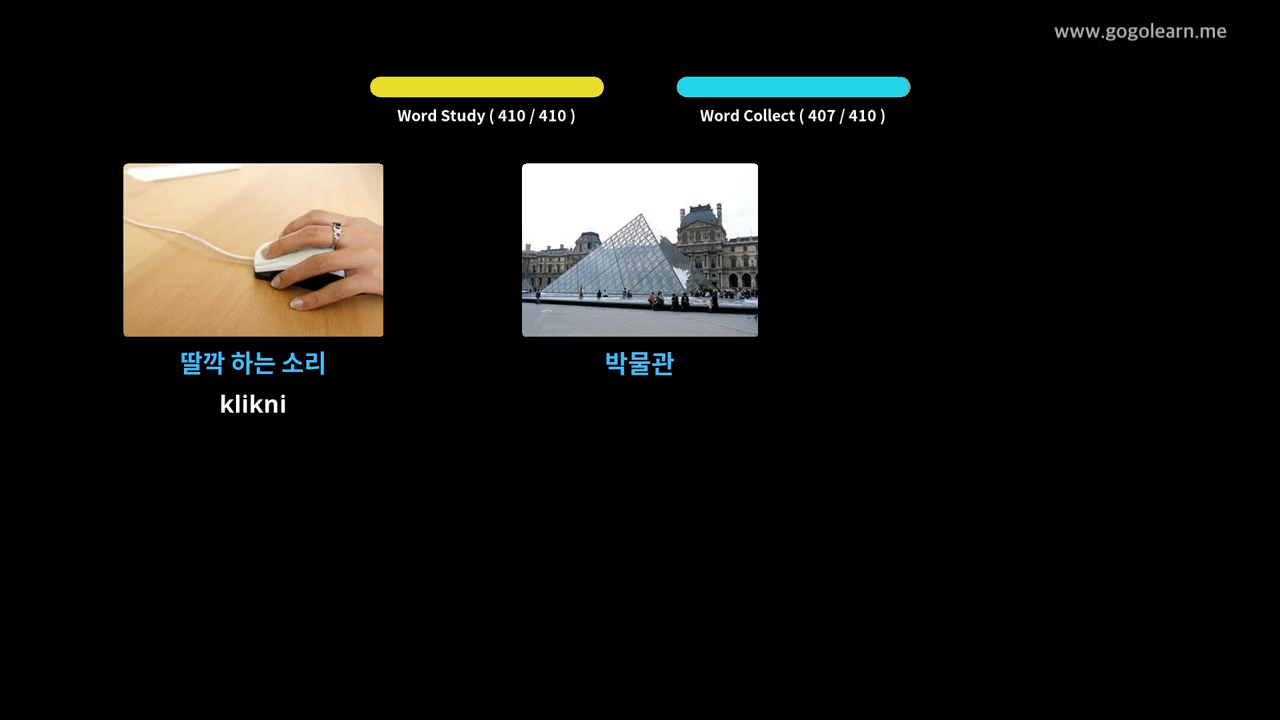 www.gogolearn.me
Word Study ( 410 / 410 )
Word Collect ( 407 / 410 )
딸깍 하는 소리
klikni
박물관